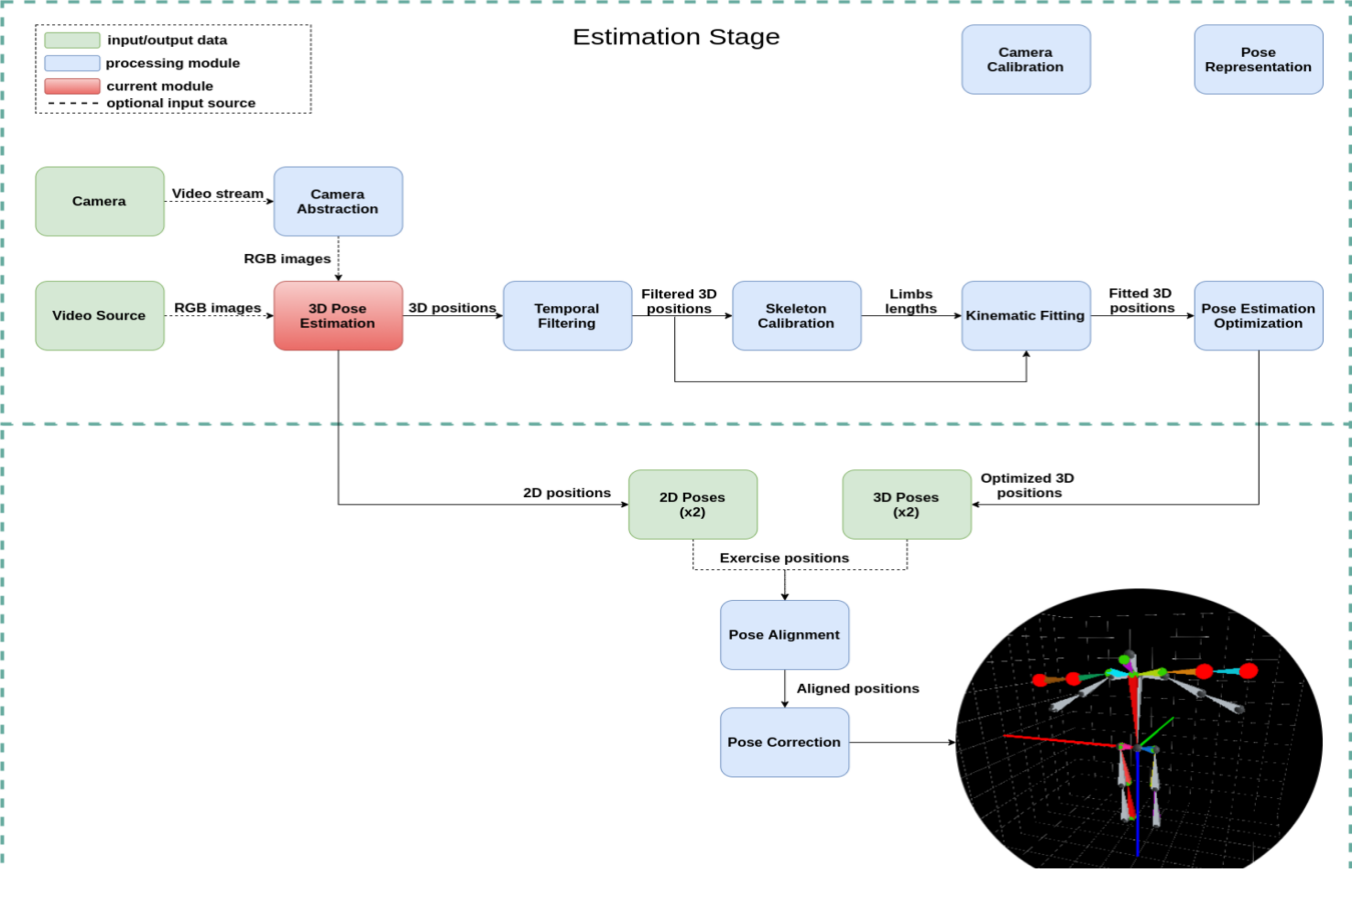 Estimation Stage
input/output data
processing module
current module
optional input source
Camera
Calibration
Pose
Representation
Camera
Video stream
Camera
Abstraction
RGB images
Video Source
RGB images
3D Pose
Estimation
3D positions
Temporal
Filtering
Filtered 3D
positions
Skeleton
Calibration
Limbs
lengths
Kinematic Fitting
Fitted 3D
positions
Pose Estimation
Optimization
2D positions
2D Poses
(x2)
3D Poses
(x2)
Optimized 3D
positions
Exercise positions
Pose Alignment
Aligned positions
Pose Correction